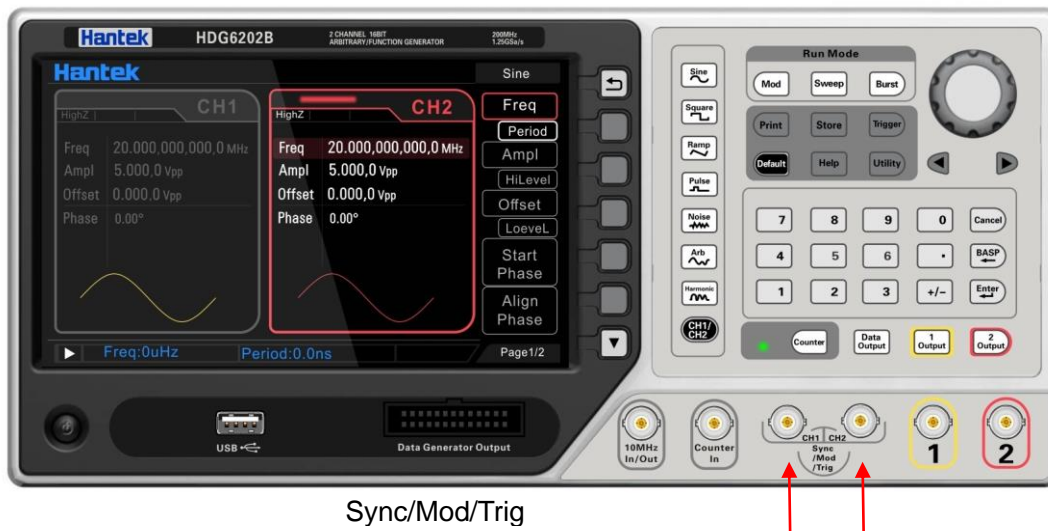 Hantek HDG6202B 2 CHANNEL 16BIT ARBITRARY/FUNCTION GENERATOR 200MHz 1.25GSa/s
Hantek Sine
CH1
HighZ
Freq 20.000,000,000,0 MHz
Ampl 5.000,0 Vpp
Offset 0.000,0 Vpp
Phase 0.00°
CH2
HighZ
Freq 20.000,000,000,0 MHz
Ampl 5.000,0 Vpp
Offset 0.000,0 Vpp
Phase 0.00°
Freq
Period
Ampl
HiLevel
Offset
LoeveL
Start
Phase
Align
Phase
Freq:0uHz Period:0.0ns Page1/2
USB
Data Generator Output
Sine
Square
Ramp
Pulse
Noise
Arb
Harmonic
CH1/
CH2
Run Mode
Mod Sweep Burst
Print Store Trigger
Default Help Utility
7 8 9 0 Cancel
4 5 6 . BASP
1 2 3 +/- Enter
Counter
Data
Output
1
Output
2
Output
10MHz
In/Out
Counter
In
CH1 CH2
Sync
/Mod
/Trig
1
2
Sync/Mod/Trig